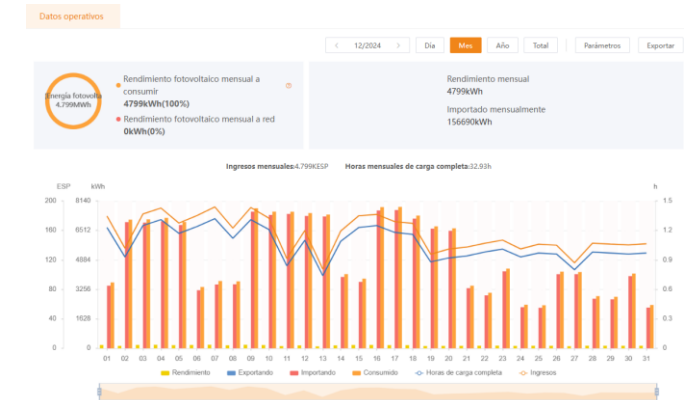 Datos operativos
< 12/2024 > Día Mes Año Total Parámetros Exportar
Energía fotovolta
4.799MWh
Rendimiento fotovoltaico mensual a
consumir
4799kWh(100%)
Rendimiento fotovoltaico mensual a red
0kWh(0%)
Rendimiento mensual
4799kWh
Importado mensualmente
156690kWh
Ingresos mensuales:4.799KESP Horas mensuales de carga completa:32.93h
ESP kWh h
200 8140 1.5
160 6512 1.2
120 4884 0.9
80 3256 0.6
40 1628 0.3
0 0 0
01 02 03 04 05 06 07 08 09 10 11 12 13 14 15 16 17 18 19 20 21 22 23 24 25 26 27 28 29 30 31
Rendimiento Exportando Importando Consumido Horas de carga completa Ingresos